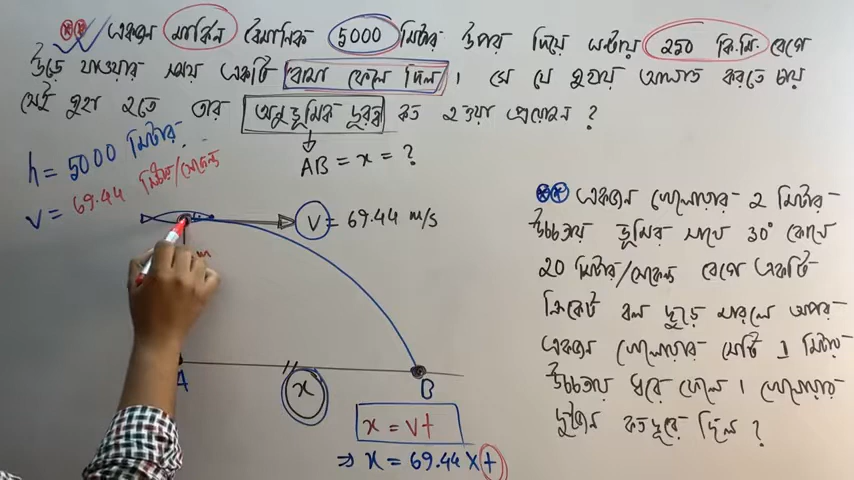 একজন মার্কিন বৈমানিক 5000 মিটার উপর দিয়ে ঘন্টায় 250 কি.মি. বেগে
উড়ে যাওয়ার সময় একটি বোমা ফেলে দিল। সে যে গুহায় আঘাত করতে চায়
সেই গুহা হতে তার অনুভূমিক দূরত্ব কত হওয়া প্রয়োজন ?
h = 5000 মিটার
v = 69.44 মিটার/সেকেন্ড
AB = x = ?
V = 69.44 m/s
m
A
x
B
x = vt
⇒ x = 69.44 × t
একজন খেলোয়ার 2 মিটার
উচ্চতায় ভূমির সাথে 30° কোনে
20 মিটার/সেকেন্ড বেগে একটি
ক্রিকেট বল ছুড়ে মারলে অপর
একজন খেলোয়ার সেটি 1 মিটার
উচ্চতায় ধরে ফেলে। খেলোয়ার
দুইজন কত দূরে ছিল ?